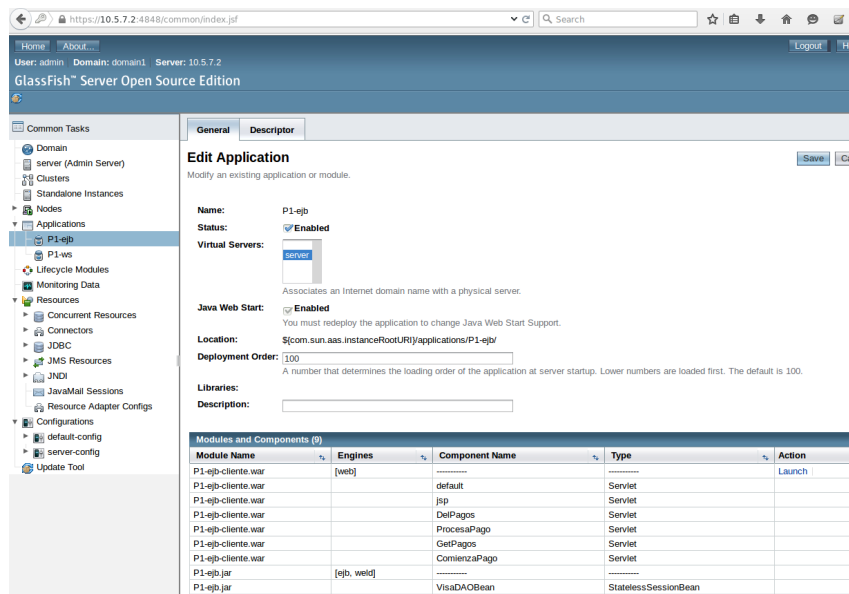 https://10.5.7.2:4848/common/index.jsf
Search
Home About...
Logout
User: admin Domain: domain1 Server: 10.5.7.2
GlassFish™ Server Open Source Edition
Common Tasks
Domain
server (Admin Server)
Clusters
Standalone Instances
Nodes
Applications
P1-ejb
P1-ws
Lifecycle Modules
Monitoring Data
Resources
Concurrent Resources
Connectors
JDBC
JMS Resources
JNDI
JavaMail Sessions
Resource Adapter Configs
Configurations
default-config
server-config
Update Tool
General Descriptor
Edit Application
Save
Modify an existing application or module.
Name: P1-ejb
Status: Enabled
Virtual Servers: server
Associates an Internet domain name with a physical server.
Java Web Start: Enabled
You must redeploy the application to change Java Web Start Support.
Location: ${com.sun.aas.instanceRootURI}/applications/P1-ejb/
Deployment Order: 100
A number that determines the loading order of the application at server startup. Lower numbers are loaded first. The default is 100.
Libraries:
Description:
Modules and Components (9)
Module Name Engines Component Name Type Action
P1-ejb-cliente.war [web] ----------- ----------- Launch
P1-ejb-cliente.war default Servlet
P1-ejb-cliente.war jsp Servlet
P1-ejb-cliente.war DelPagos Servlet
P1-ejb-cliente.war ProcesaPago Servlet
P1-ejb-cliente.war GetPagos Servlet
P1-ejb-cliente.war ComienzaPago Servlet
P1-ejb.jar [ejb, weld] ----------- -----------
P1-ejb.jar VisaDAOBean StatelessSessionBean